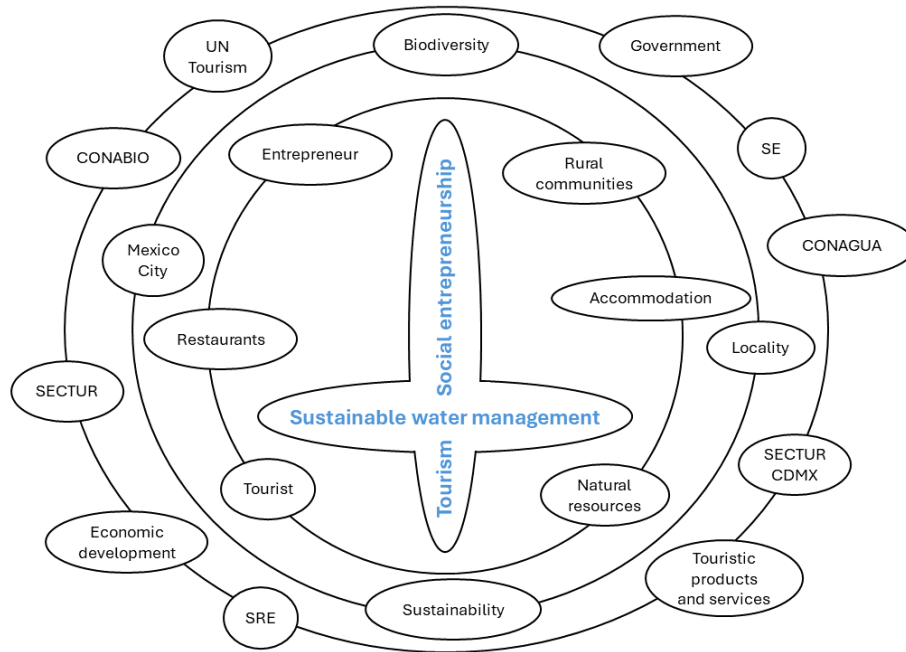 UN
Tourism
Biodiversity
Government
CONABIO
Entrepreneur
Rural
communities
SE
Mexico
City
Social entrepreneurship
CONAGUA
Accommodation
Restaurants
Locality
SECTUR
Sustainable water management
Tourism
SECTUR
CDMX
Tourist
Natural
resources
Economic
development
Touristic
products
and services
Sustainability
SRE